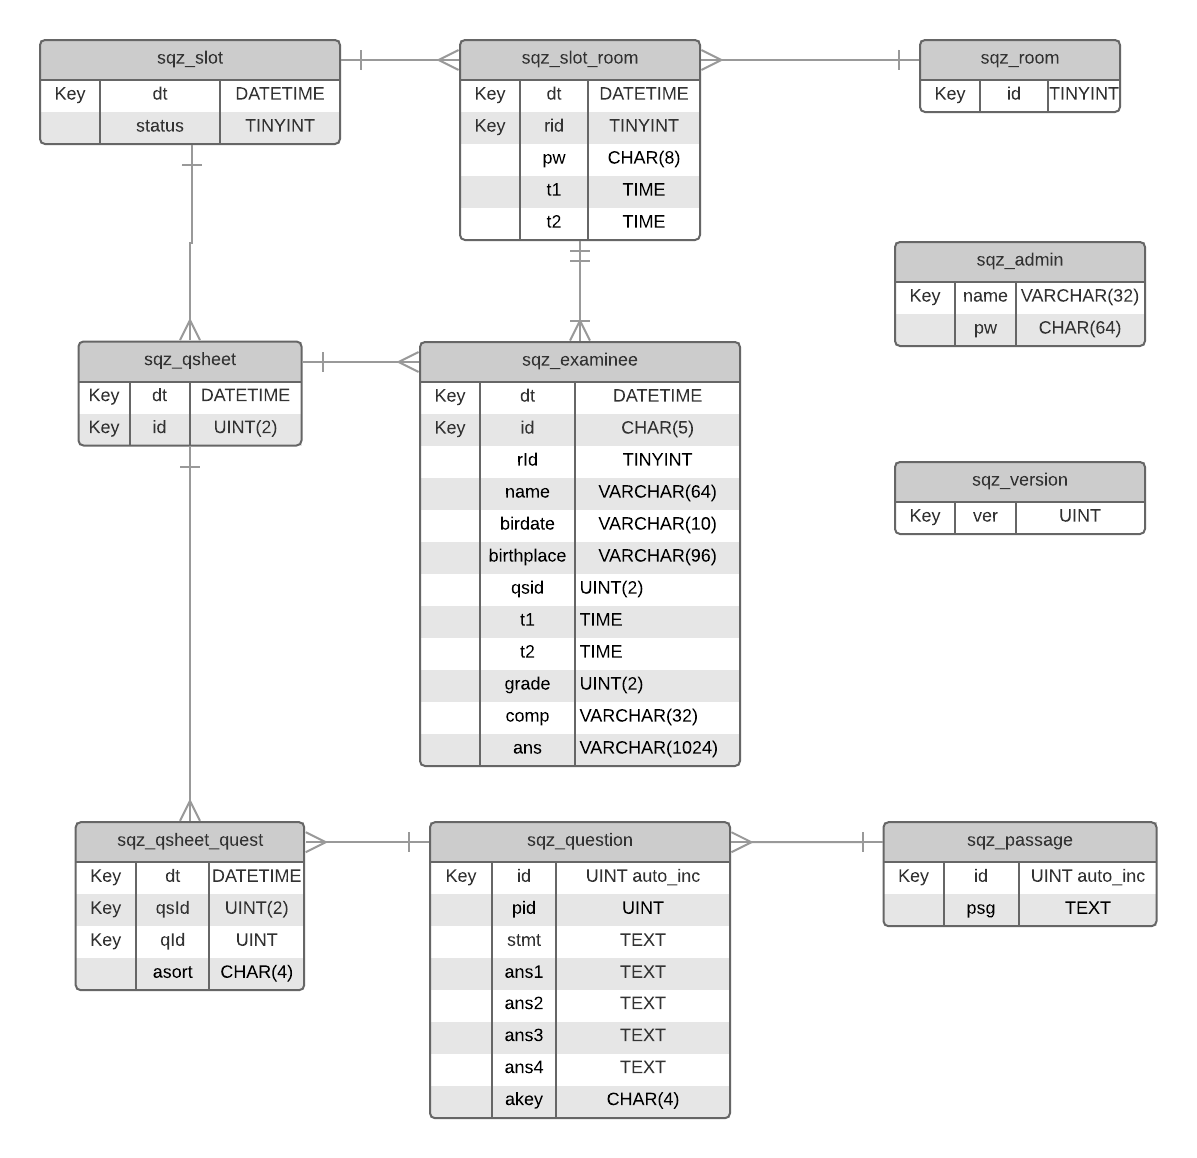 sqz_slot
Key dt DATETIME
status TINYINT
sqz_slot_room
Key dt DATETIME
Key rid TINYINT
pw CHAR(8)
t1 TIME
t2 TIME
sqz_room
Key id TINYINT
sqz_admin
Key name VARCHAR(32)
pw CHAR(64)
sqz_qsheet
Key dt DATETIME
Key id UINT(2)
sqz_examinee
Key dt DATETIME
Key id CHAR(5)
rId TINYINT
name VARCHAR(64)
birdate VARCHAR(10)
birthplace VARCHAR(96)
qsid UINT(2)
t1 TIME
t2 TIME
grade UINT(2)
comp VARCHAR(32)
ans VARCHAR(1024)
sqz_version
Key ver UINT
sqz_qsheet_quest
Key dt DATETIME
Key qsId UINT(2)
Key qId UINT
asort CHAR(4)
sqz_question
Key id UINT auto_inc
pid UINT
stmt TEXT
ans1 TEXT
ans2 TEXT
ans3 TEXT
ans4 TEXT
akey CHAR(4)
sqz_passage
Key id UINT auto_inc
psg TEXT